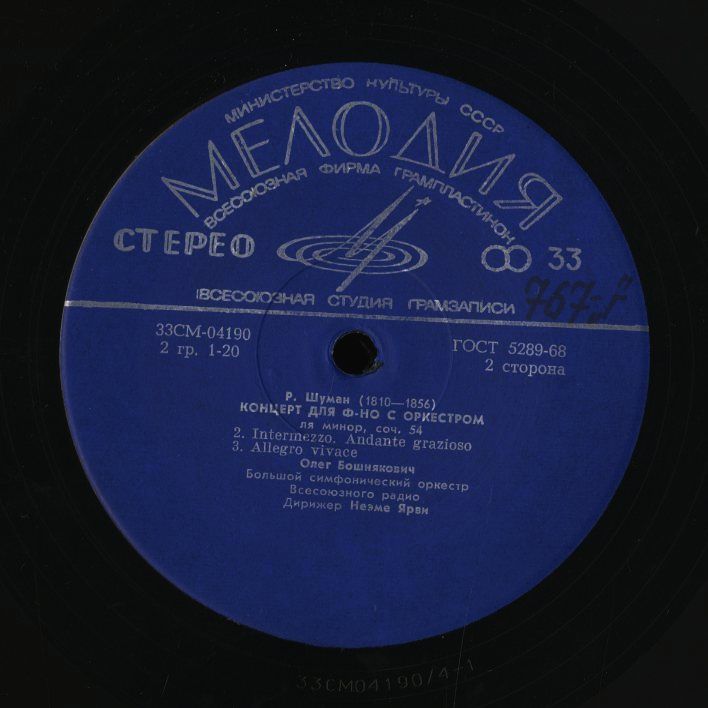 МИНИСТЕРСТВО КУЛЬТУРЫ СССР
МЕЛОДИЯ
ВСЕСОЮЗНАЯ ФИРМА ГРАМПЛАСТИНОК
СТЕРЕО
33
ВСЕСОЮЗНАЯ СТУДИЯ ГРАМЗАПИСИ
33СМ-04190
2 гр. 1-20
ГОСТ 5289-68
2 сторона
Р. Шуман (1810—1856)
КОНЦЕРТ ДЛЯ Ф-НО С ОРКЕСТРОМ
ля минор, соч. 54
2. Intermezzo. Andante grazioso
3. Allegro vivace
Олег Бошнякович
Большой симфонический оркестр
Всесоюзного радио
Дирижер Неэме Ярви
33СМ04190/4-1